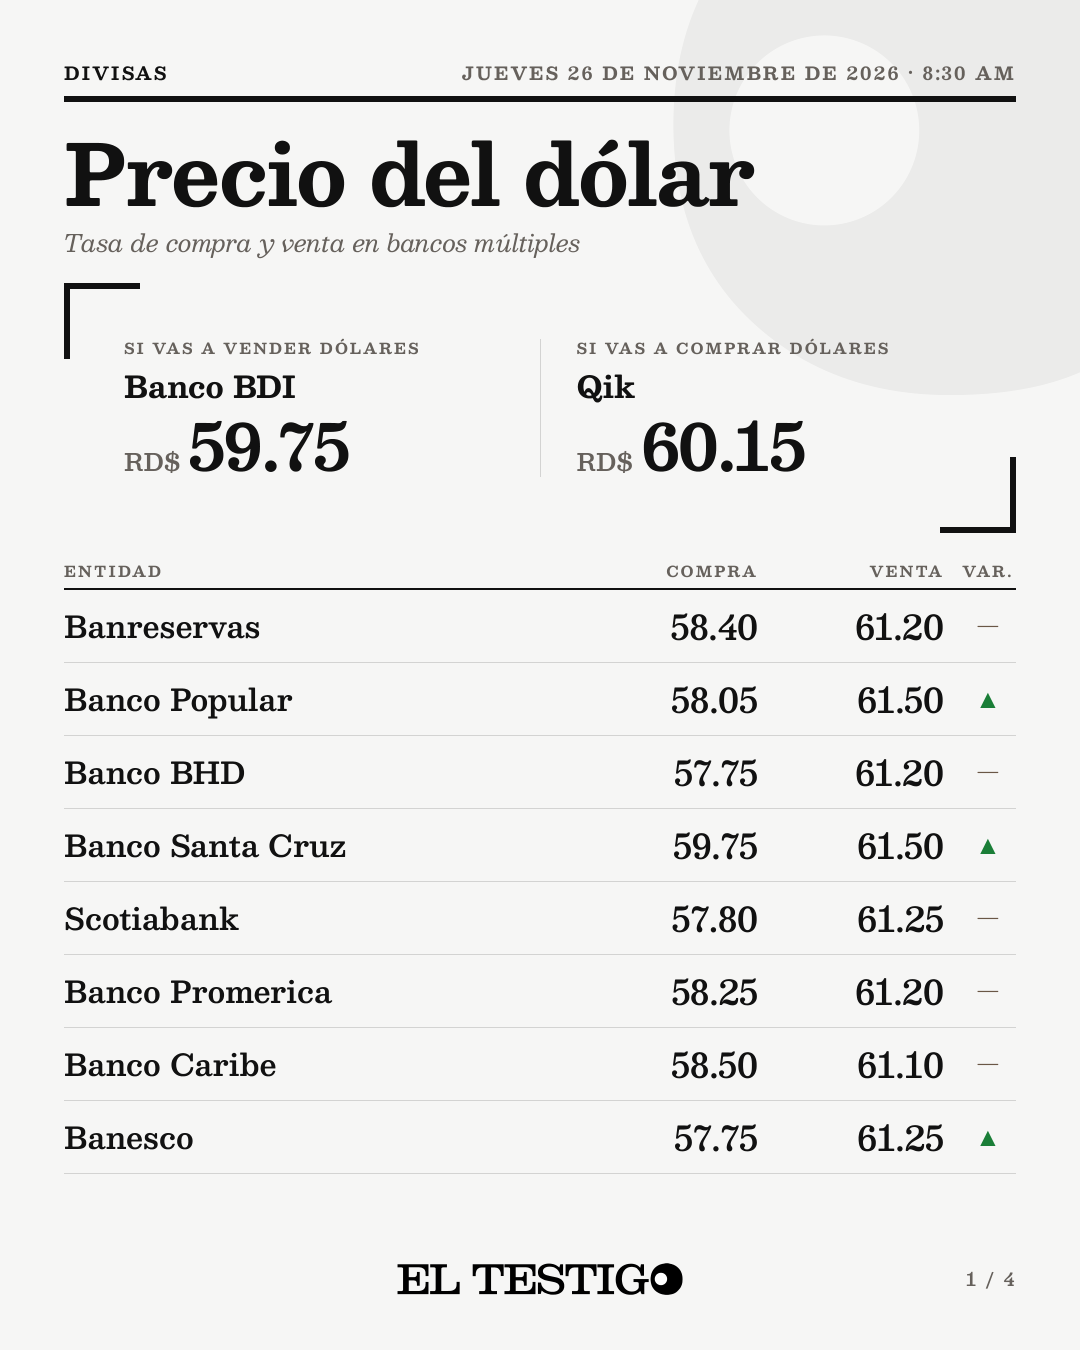 DIVISAS
JUEVES 26 DE NOVIEMBRE DE 2026 · 8:30 AM
Precio del dólar
Tasa de compra y venta en bancos múltiples
SI VAS A VENDER DÓLARES
Banco BDI
RD$ 59.75
SI VAS A COMPRAR DÓLARES
Qik
RD$ 60.15
ENTIDAD COMPRA VENTA VAR.
Banreservas 58.40 61.20 —
Banco Popular 58.05 61.50 ▲
Banco BHD 57.75 61.20 —
Banco Santa Cruz 59.75 61.50 ▲
Scotiabank 57.80 61.25 —
Banco Promerica 58.25 61.20 —
Banco Caribe 58.50 61.10 —
Banesco 57.75 61.25 ▲
EL TESTIGO
1 / 4